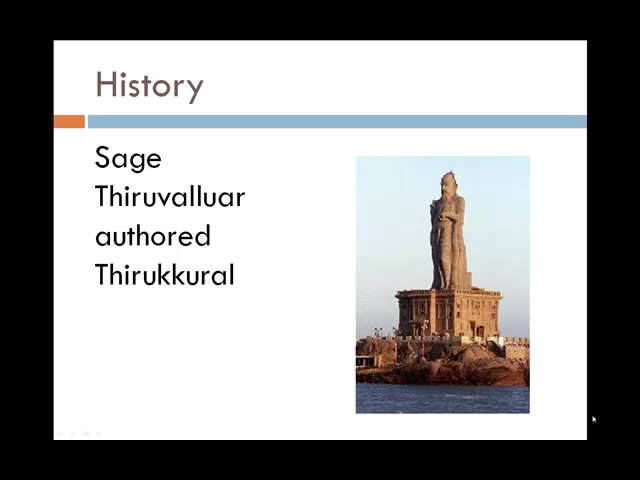 History
Sage
Thiruvalluar
authored
Thirukkural